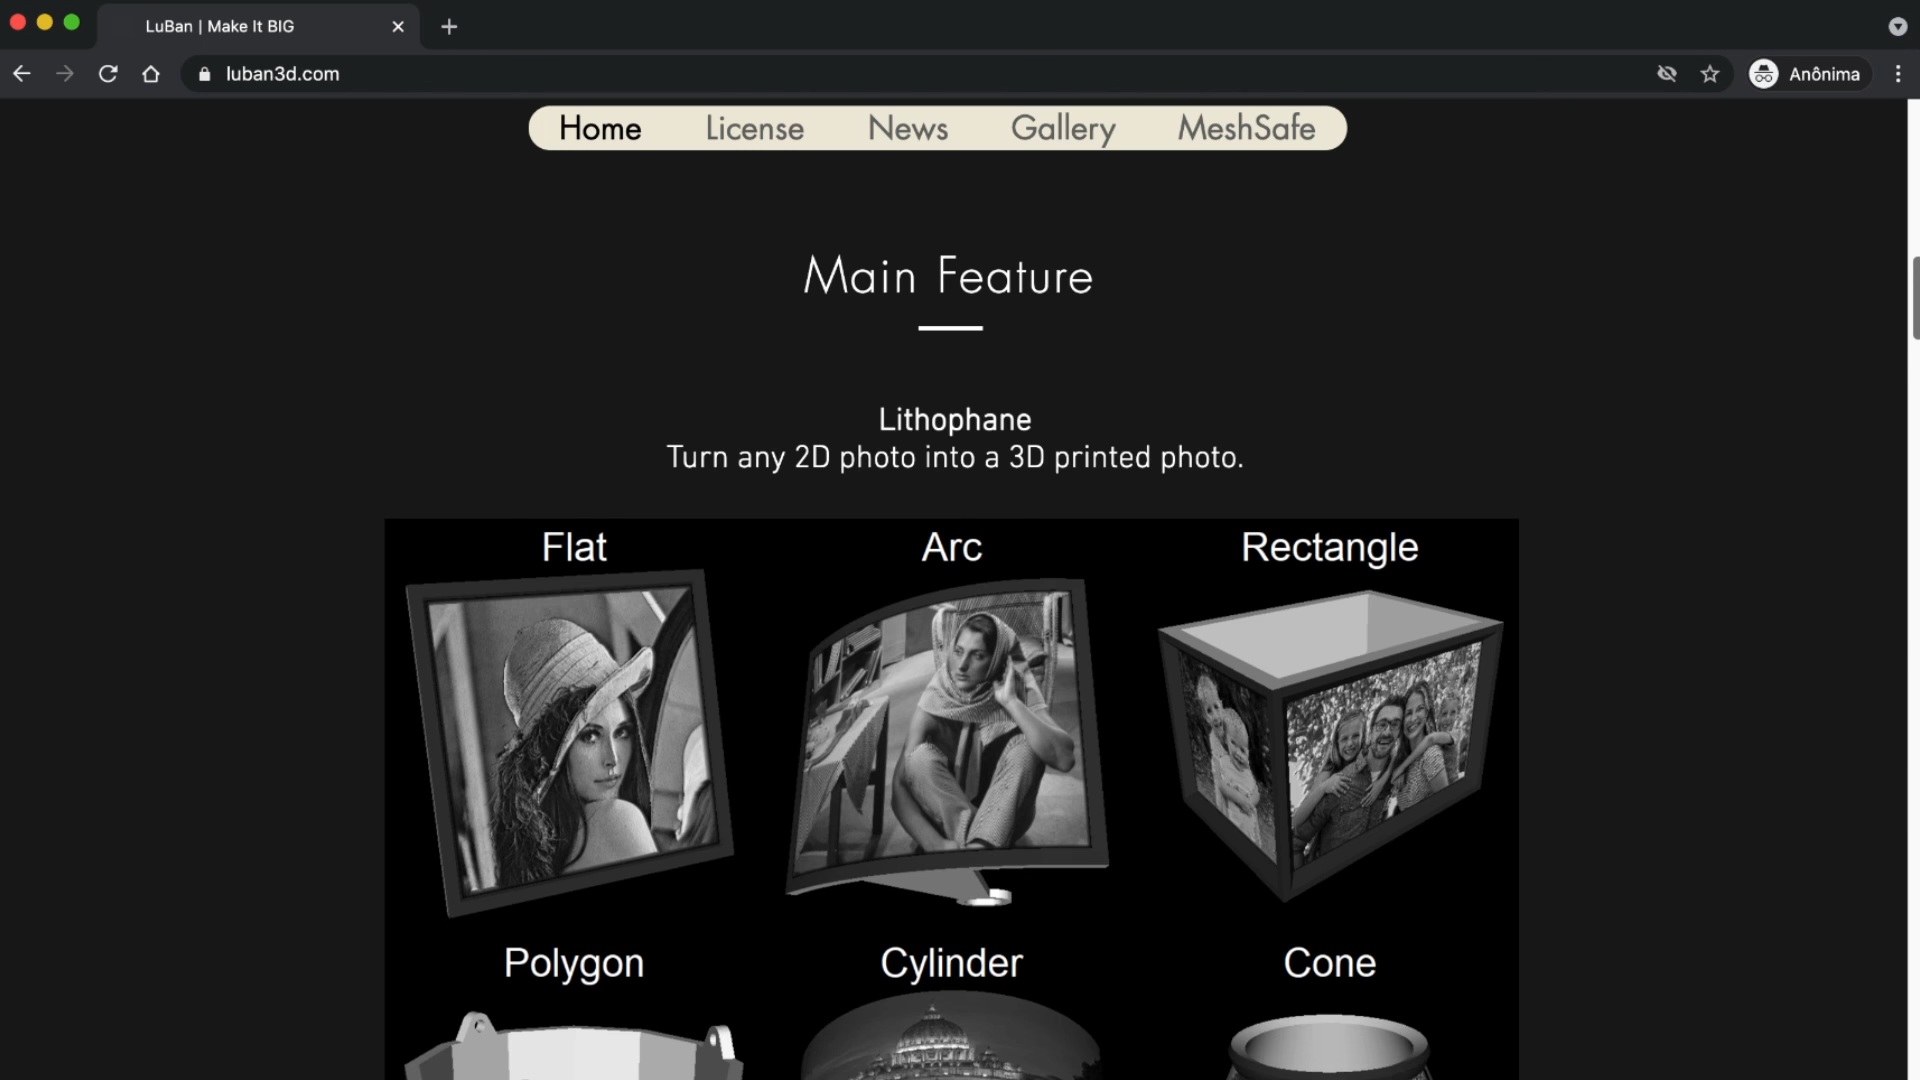 LuBan | Make It BIG
luban3d.com
Anônima
Home License News Gallery MeshSafe
Main Feature
Lithophane
Turn any 2D photo into a 3D printed photo.
Flat Arc Rectangle
Polygon Cylinder Cone